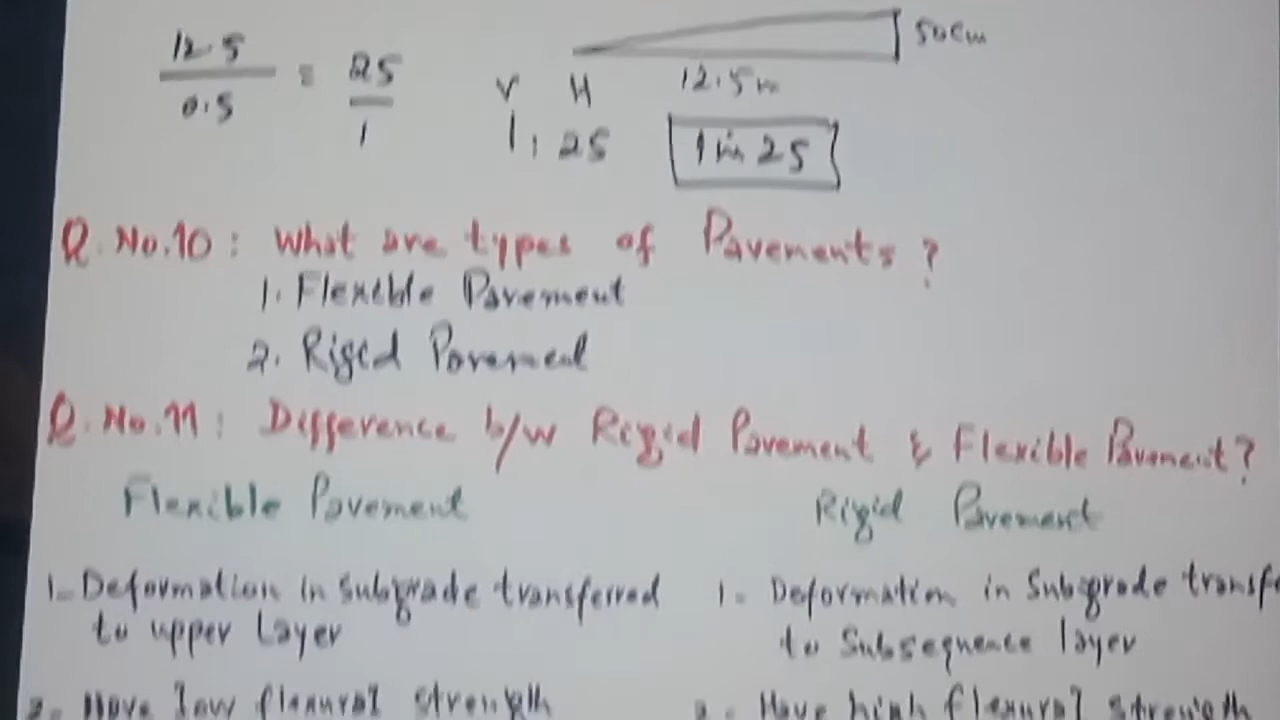 12.5 / 0.5 = 25 / 1
50cm
12.5m
V H
1 : 25
1 in 25
Q. No.10 : What are types of Pavements ?
1. Flexible Pavement
2. Rigid Pavement
Q. No.11 : Difference b/w Rigid Pavement & Flexible Pavement?
Flexible Pavement
Rigid Pavement
1- Deformation in subgrade transferred
to upper Layer
1- Deformation in Subgrade transf
to Subsequence layer
2- Have low flexural strength
2- Have high flexural strength